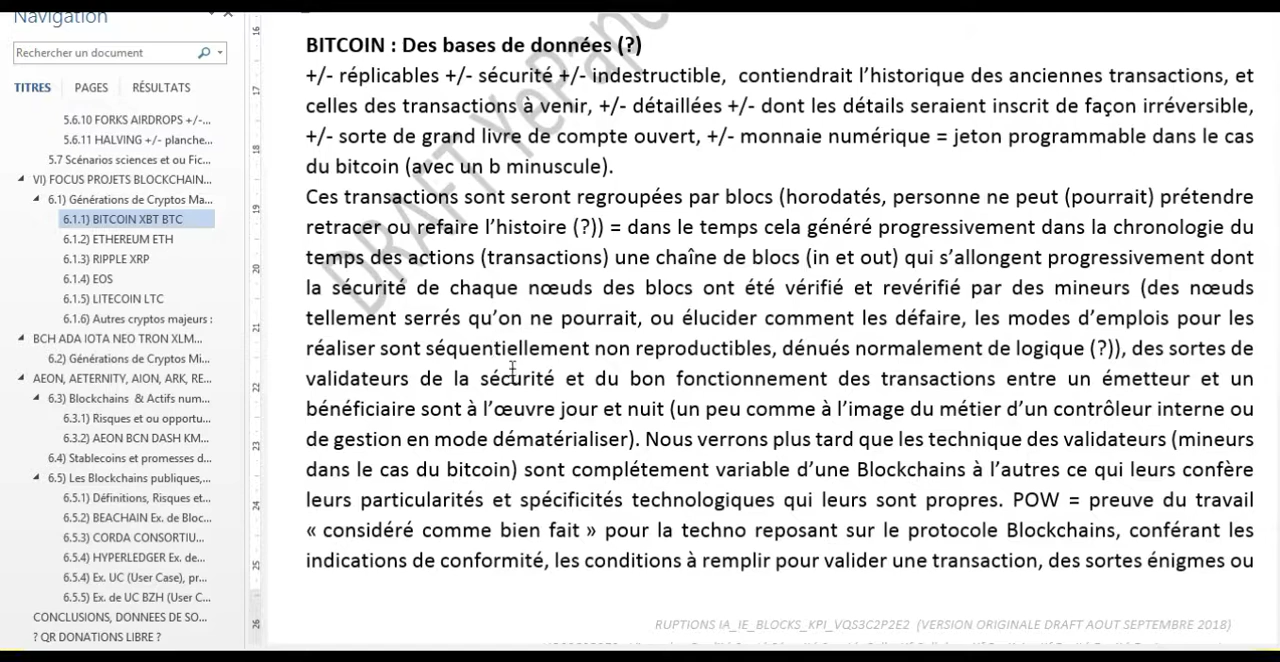 Navigation
Rechercher un document
TITRES PAGES RÉSULTATS
5.6.10 FORKS AIRDROPS +/-...
5.6.11 HALVING +/- planche...
5.7 Scénarios sciences et ou Fic...
VI) FOCUS PROJETS BLOCKCHAIN...
6.1) Générations de Cryptos Ma...
6.1.1) BITCOIN XBT BTC
6.1.2) ETHEREUM ETH
6.1.3) RIPPLE XRP
6.1.4) EOS
6.1.5) LITECOIN LTC
6.1.6) Autres cryptos majeurs :
BCH ADA IOTA NEO TRON XLM...
6.2) Générations de Cryptos Mi...
AEON, AETERNITY, AION, ARK, RE...
6.3) Blockchains & Actifs num...
6.3.1) Risques et ou opportu...
6.3.2) AEON BCN DASH KM...
6.4) Stablecoins et promesses d...
6.5) Les Blockchains publiques,...
6.5.1) Définitions, Risques et...
6.5.2) BEACHAIN Ex. de Bloc...
6.5.3) CORDA CONSORTIU...
6.5.4) HYPERLEDGER Ex. de...
6.5.4) Ex. UC (User Case), pr...
6.5.5) Ex. de UC BZH (User C...
CONCLUSIONS, DONNEES DE SO...
? QR DONATIONS LIBRE ?
16
17
18
19
20
21
22
23
24
25
26
DRAFT YePape
BITCOIN : Des bases de données (?)
+/- réplicables +/- sécurité +/- indestructible, contiendrait l’historique des anciennes transactions, et
celles des transactions à venir, +/- détaillées +/- dont les détails seraient inscrit de façon irréversible,
+/- sorte de grand livre de compte ouvert, +/- monnaie numérique = jeton programmable dans le cas
du bitcoin (avec un b minuscule).
Ces transactions sont seront regroupées par blocs (horodatés, personne ne peut (pourrait) prétendre
retracer ou refaire l’histoire (?)) = dans le temps cela généré progressivement dans la chronologie du
temps des actions (transactions) une chaîne de blocs (in et out) qui s’allongent progressivement dont
la sécurité de chaque nœuds des blocs ont été vérifié et revérifié par des mineurs (des nœuds
tellement serrés qu’on ne pourrait, ou élucider comment les défaire, les modes d’emplois pour les
réaliser sont séquentiellement non reproductibles, dénués normalement de logique (?)), des sortes de
validateurs de la sécurité et du bon fonctionnement des transactions entre un émetteur et un
bénéficiaire sont à l’œuvre jour et nuit (un peu comme à l’image du métier d’un contrôleur interne ou
de gestion en mode dématérialiser). Nous verrons plus tard que les technique des validateurs (mineurs
dans le cas du bitcoin) sont complétement variable d’une Blockchains à l’autres ce qui leurs confère
leurs particularités et spécificités technologiques qui leurs sont propres. POW = preuve du travail
« considéré comme bien fait » pour la techno reposant sur le protocole Blockchains, conférant les
indications de conformité, les conditions à remplir pour valider une transaction, des sortes énigmes ou
RUPTIONS IA_IE_BLOCKS_KPI_VQS3C2P2E2 (VERSION ORIGINALE DRAFT AOUT SEPTEMBRE 2018)